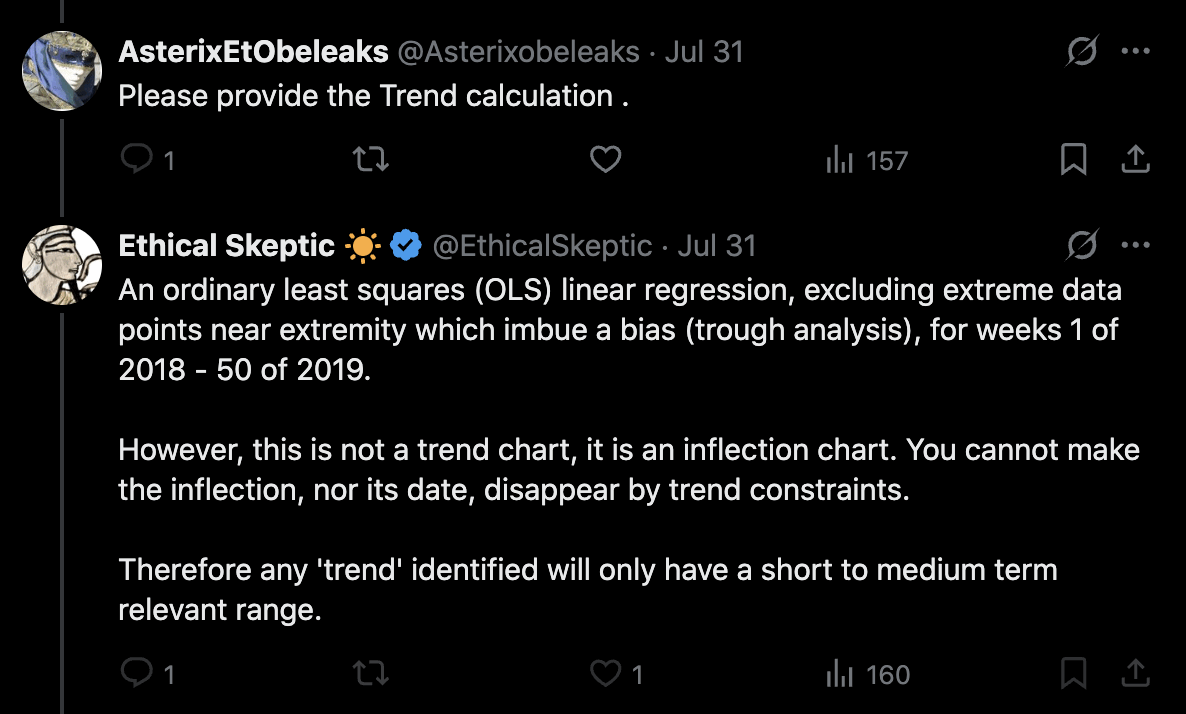 AsterixEtObeleaks @Asterixobeleaks · Jul 31
Please provide the Trend calculation .
1 157
Ethical Skeptic @EthicalSkeptic · Jul 31
An ordinary least squares (OLS) linear regression, excluding extreme data
points near extremity which imbue a bias (trough analysis), for weeks 1 of
2018 - 50 of 2019.
However, this is not a trend chart, it is an inflection chart. You cannot make
the inflection, nor its date, disappear by trend constraints.
Therefore any 'trend' identified will only have a short to medium term
relevant range.
1 1 160